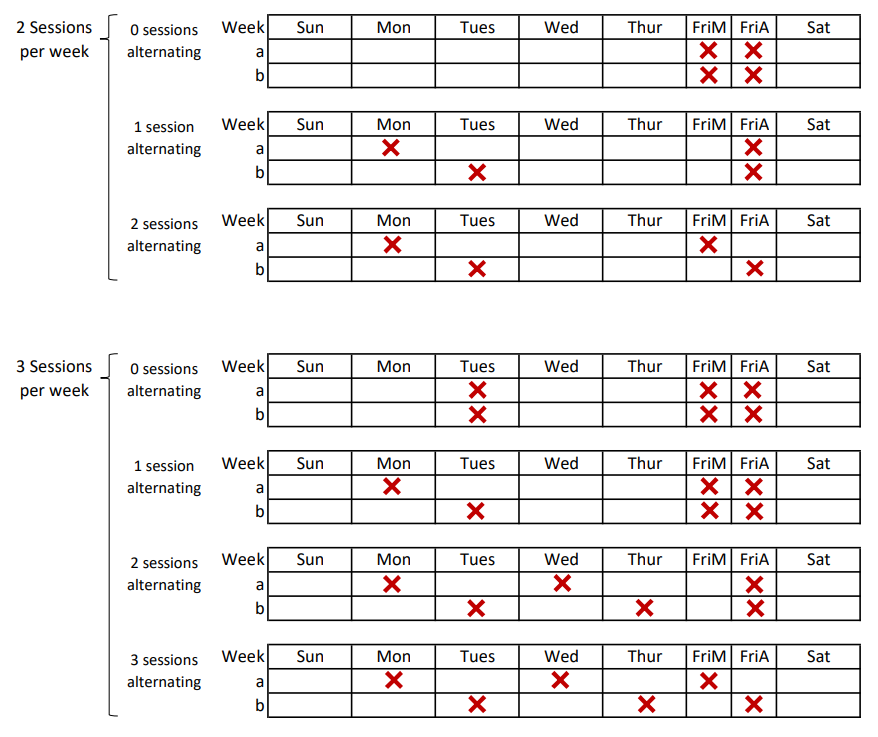 2 Sessions
per week
0 sessions
alternating
Week Sun Mon Tues Wed Thur FriM FriA Sat
a
b
1 session
alternating
Week Sun Mon Tues Wed Thur FriM FriA Sat
a
b
2 sessions
alternating
Week Sun Mon Tues Wed Thur FriM FriA Sat
a
b
3 Sessions
per week
0 sessions
alternating
Week Sun Mon Tues Wed Thur FriM FriA Sat
a
b
1 session
alternating
Week Sun Mon Tues Wed Thur FriM FriA Sat
a
b
2 sessions
alternating
Week Sun Mon Tues Wed Thur FriM FriA Sat
a
b
3 sessions
alternating
Week Sun Mon Tues Wed Thur FriM FriA Sat
a
b